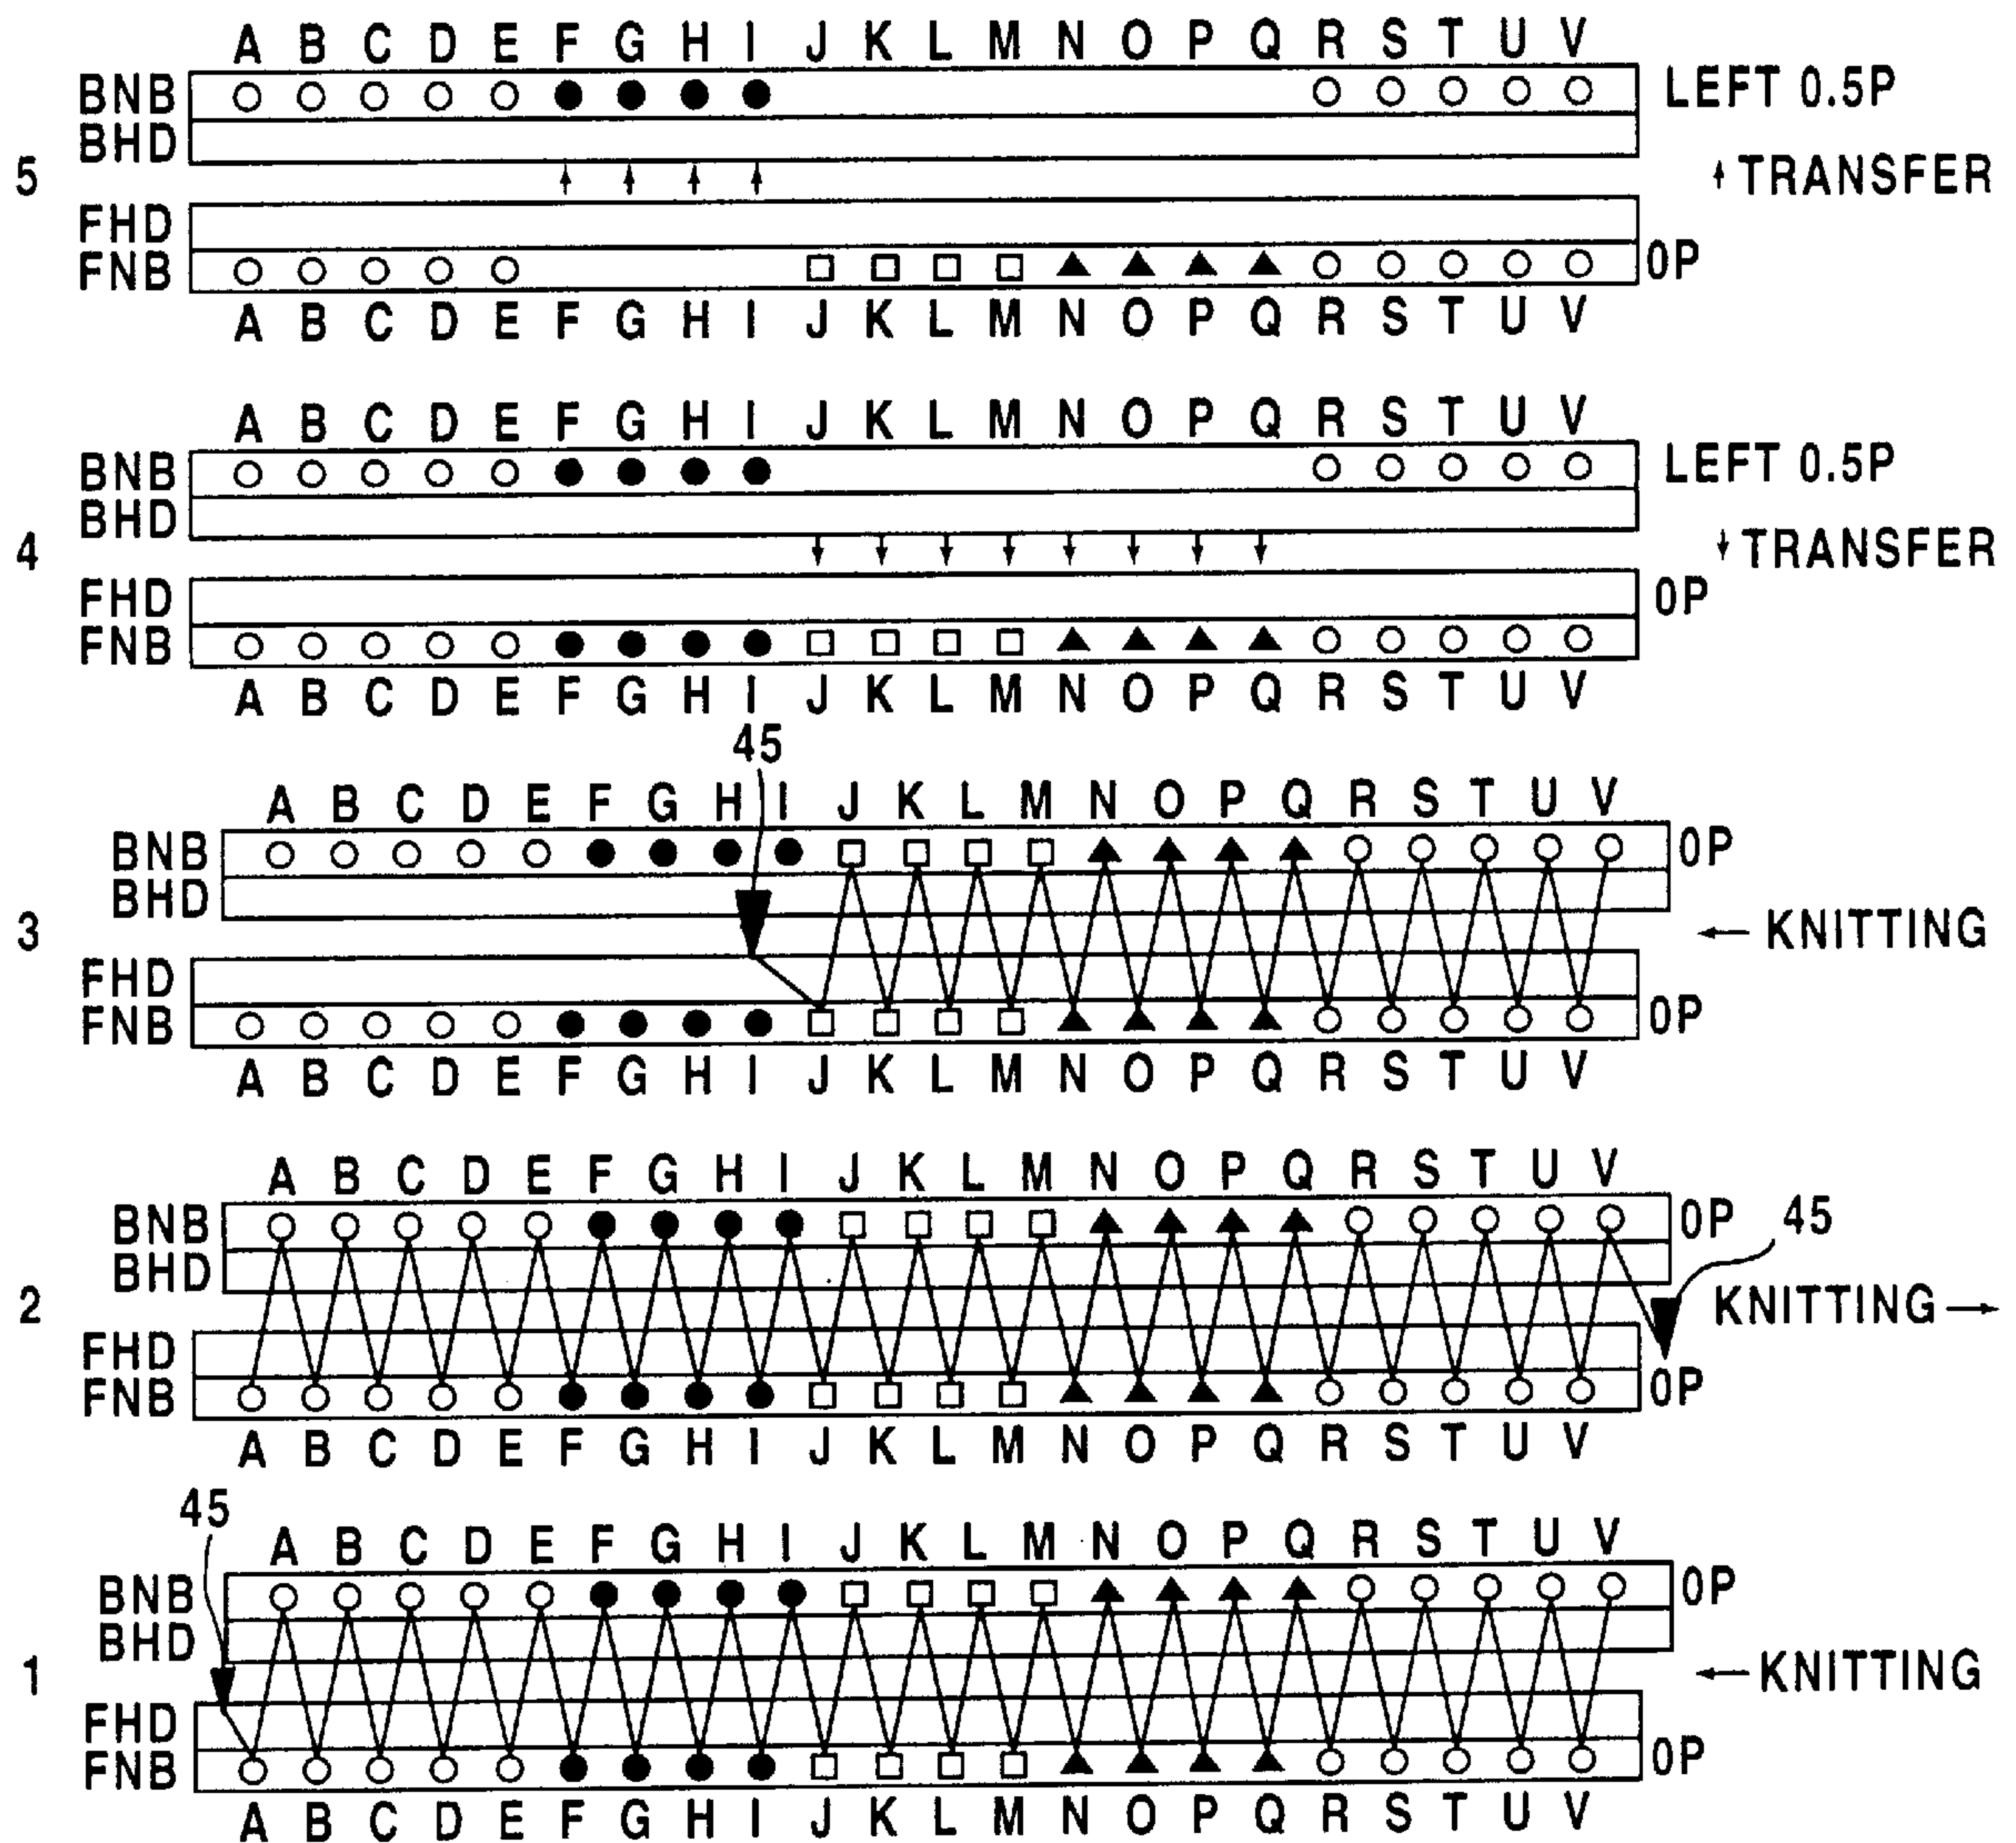 A B C D E F G H I J K L M N O P Q R S T U V
BNB LEFT 0.5P
BHD
5 ↑ TRANSFER
FHD
FNB 0P
A B C D E F G H I J K L M N O P Q R S T U V
A B C D E F G H I J K L M N O P Q R S T U V
BNB LEFT 0.5P
BHD
4 ↓ TRANSFER
FHD 0P
FNB
A B C D E F G H I J K L M N O P Q R S T U V
45
A B C D E F G H I J K L M N O P Q R S T U V
BNB 0P
BHD
3 ← KNITTING
FHD
FNB 0P
A B C D E F G H I J K L M N O P Q R S T U V
A B C D E F G H I J K L M N O P Q R S T U V
BNB 0P 45
BHD
2 KNITTING →
FHD
FNB 0P
A B C D E F G H I J K L M N O P Q R S T U V
45
A B C D E F G H I J K L M N O P Q R S T U V
BNB 0P
BHD
1 ← KNITTING
FHD
FNB 0P
A B C D E F G H I J K L M N O P Q R S T U V